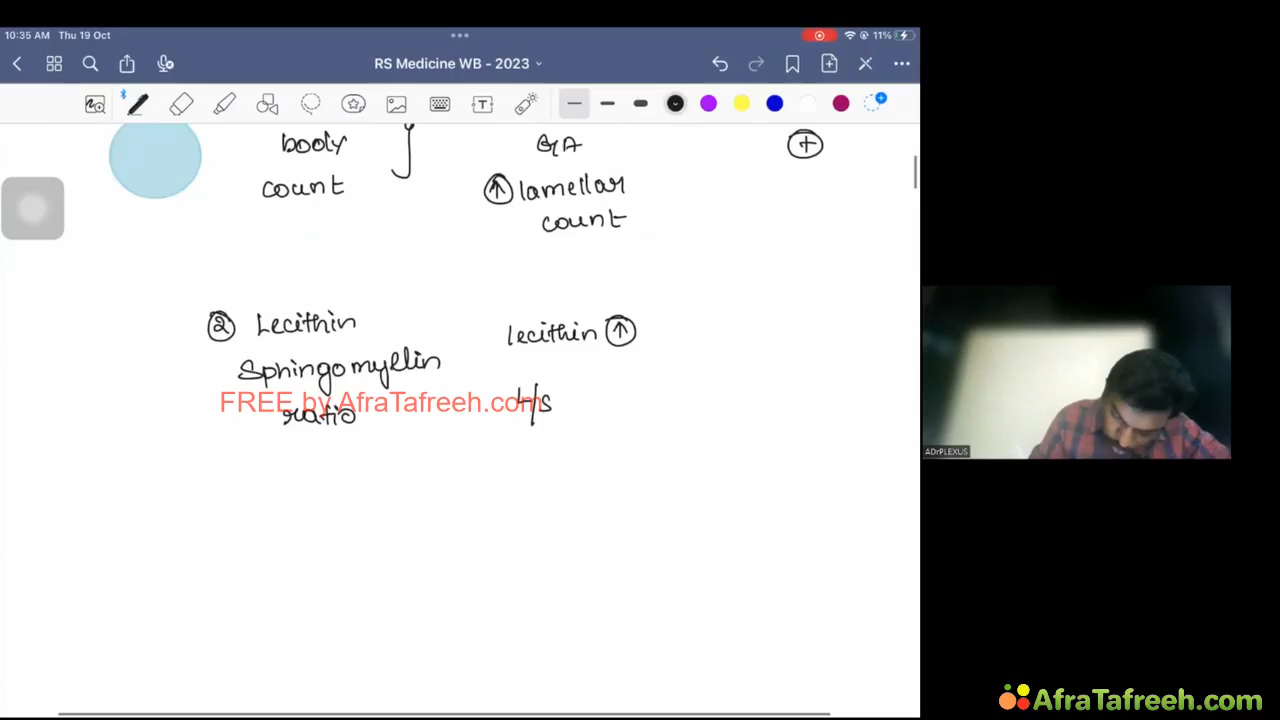 10:35 AM Thu 19 Oct
11%
RS Medicine WB - 2023
T
body
GA
+
count
↑ lamellar
count
② Lecithin
lecithin ↑
Sphingomyelin
FREE by AfraTafreeh.com
L/s
ratio
ADrPLEXUS
AfraTafreeh.com